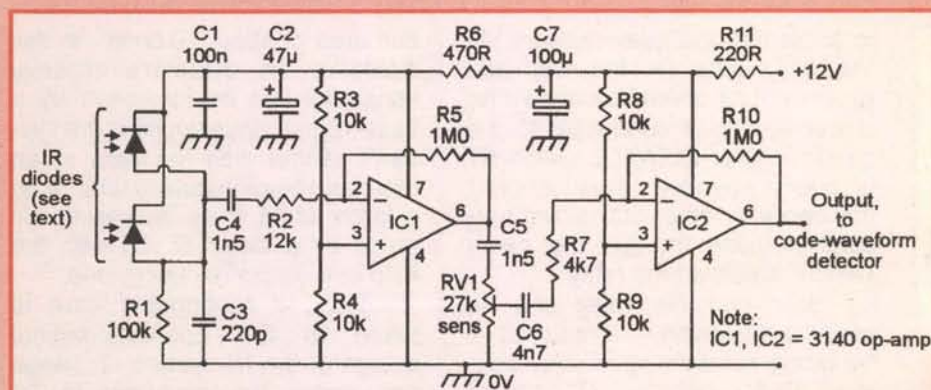 C1
100n
C2
47µ
R6
470R
C7
100µ
R11
220R
+12V
R3
10k
R5
1M0
R8
10k
R10
1M0
IR
diodes
(see
text)
C4
1n5
R2
12k
2
3
7
IC1
6
4
C5
1n5
RV1
27k
sens
R7
4k7
C6
4n7
2
3
7
IC2
6
4
Output,
to
code-waveform
detector
R1
100k
C3
220p
R4
10k
R9
10k
0V
Note:
IC1, IC2 = 3140 op-amp